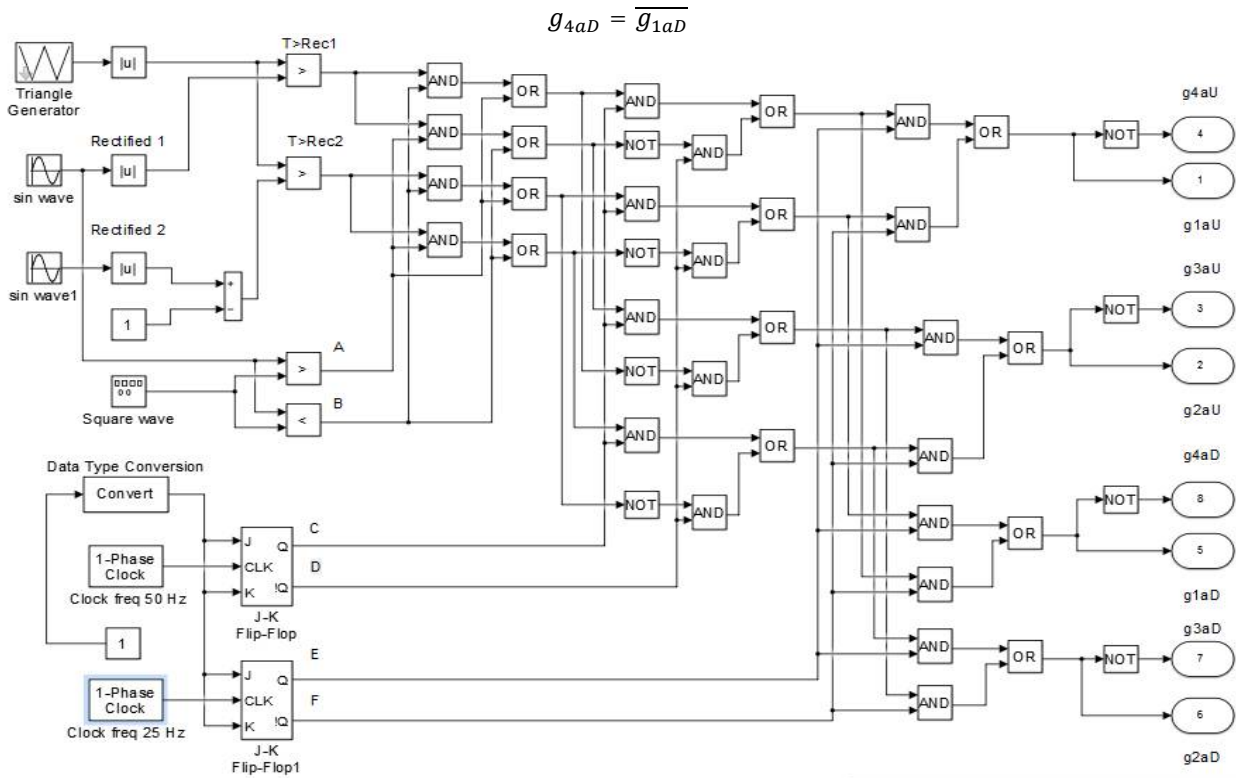 g4aD = g1aD
T>Rec1
|u|
>
AND
OR
AND
OR
AND
OR
g4aU
NOT
4
1
g1aU
Triangle
Generator
Rectified 1
|u|
sin wave
T>Rec2
>
AND
OR
NOT
AND
AND
OR
AND
OR
AND
AND
OR
NOT
AND
Rectified 2
|u|
sin wave1
+
-
1
g3aU
NOT
3
2
g2aU
AND
OR
AND
OR
NOT
AND
AND
A
>
B
<
Square wave
AND
OR
NOT
AND
g4aD
NOT
8
5
g1aD
AND
OR
AND
Data Type Conversion
Convert
1-Phase
Clock
Clock freq 50 Hz
C
D
J
Q
CLK
K
!Q
J-K
Flip-Flop
1
g3aD
NOT
7
6
g2aD
AND
OR
AND
1-Phase
Clock
Clock freq 25 Hz
E
F
J
Q
CLK
K
!Q
J-K
Flip-Flop1